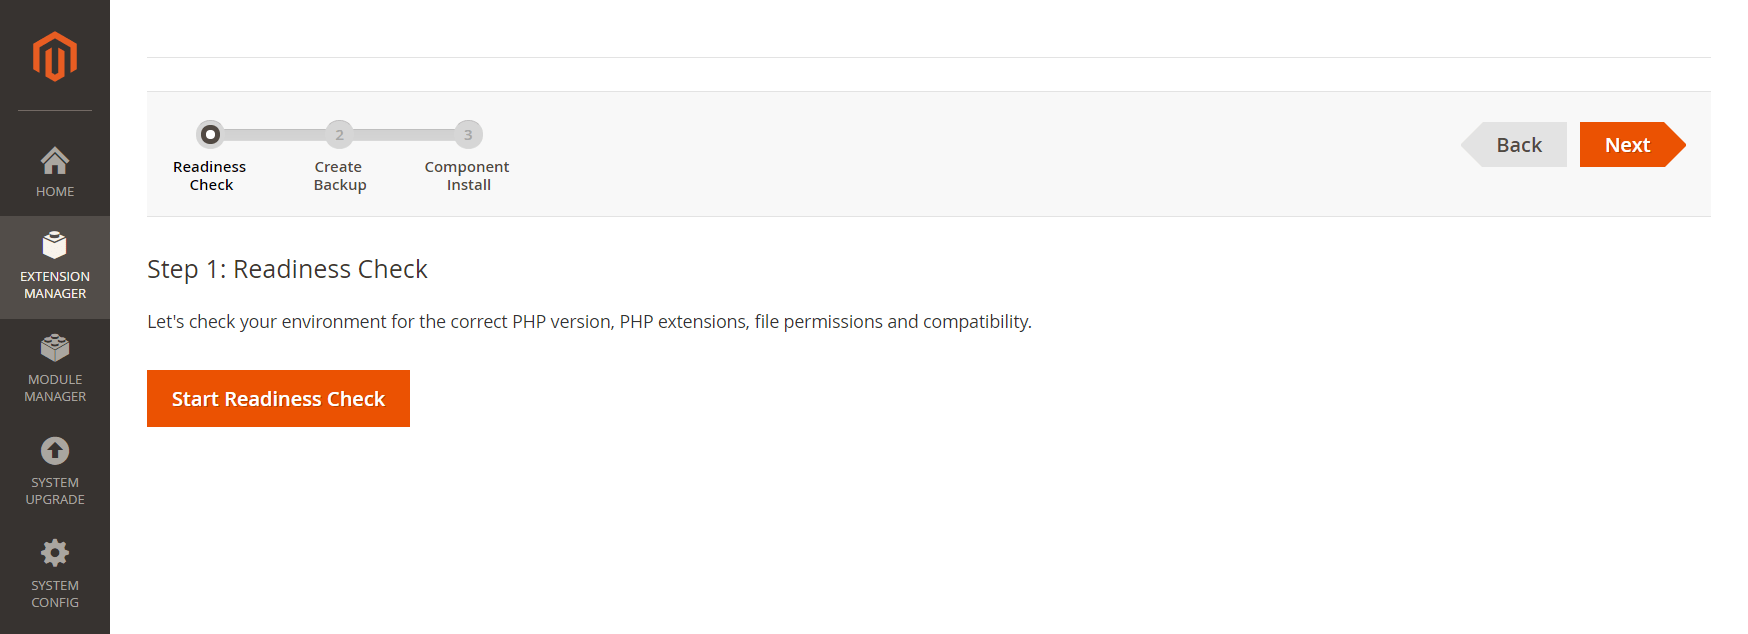 HOME
EXTENSION
MANAGER
MODULE
MANAGER
SYSTEM
UPGRADE
SYSTEM
CONFIG
2
3
Readiness
Check
Create
Backup
Component
Install
Back
Next
Step 1: Readiness Check
Let's check your environment for the correct PHP version, PHP extensions, file permissions and compatibility.
Start Readiness Check